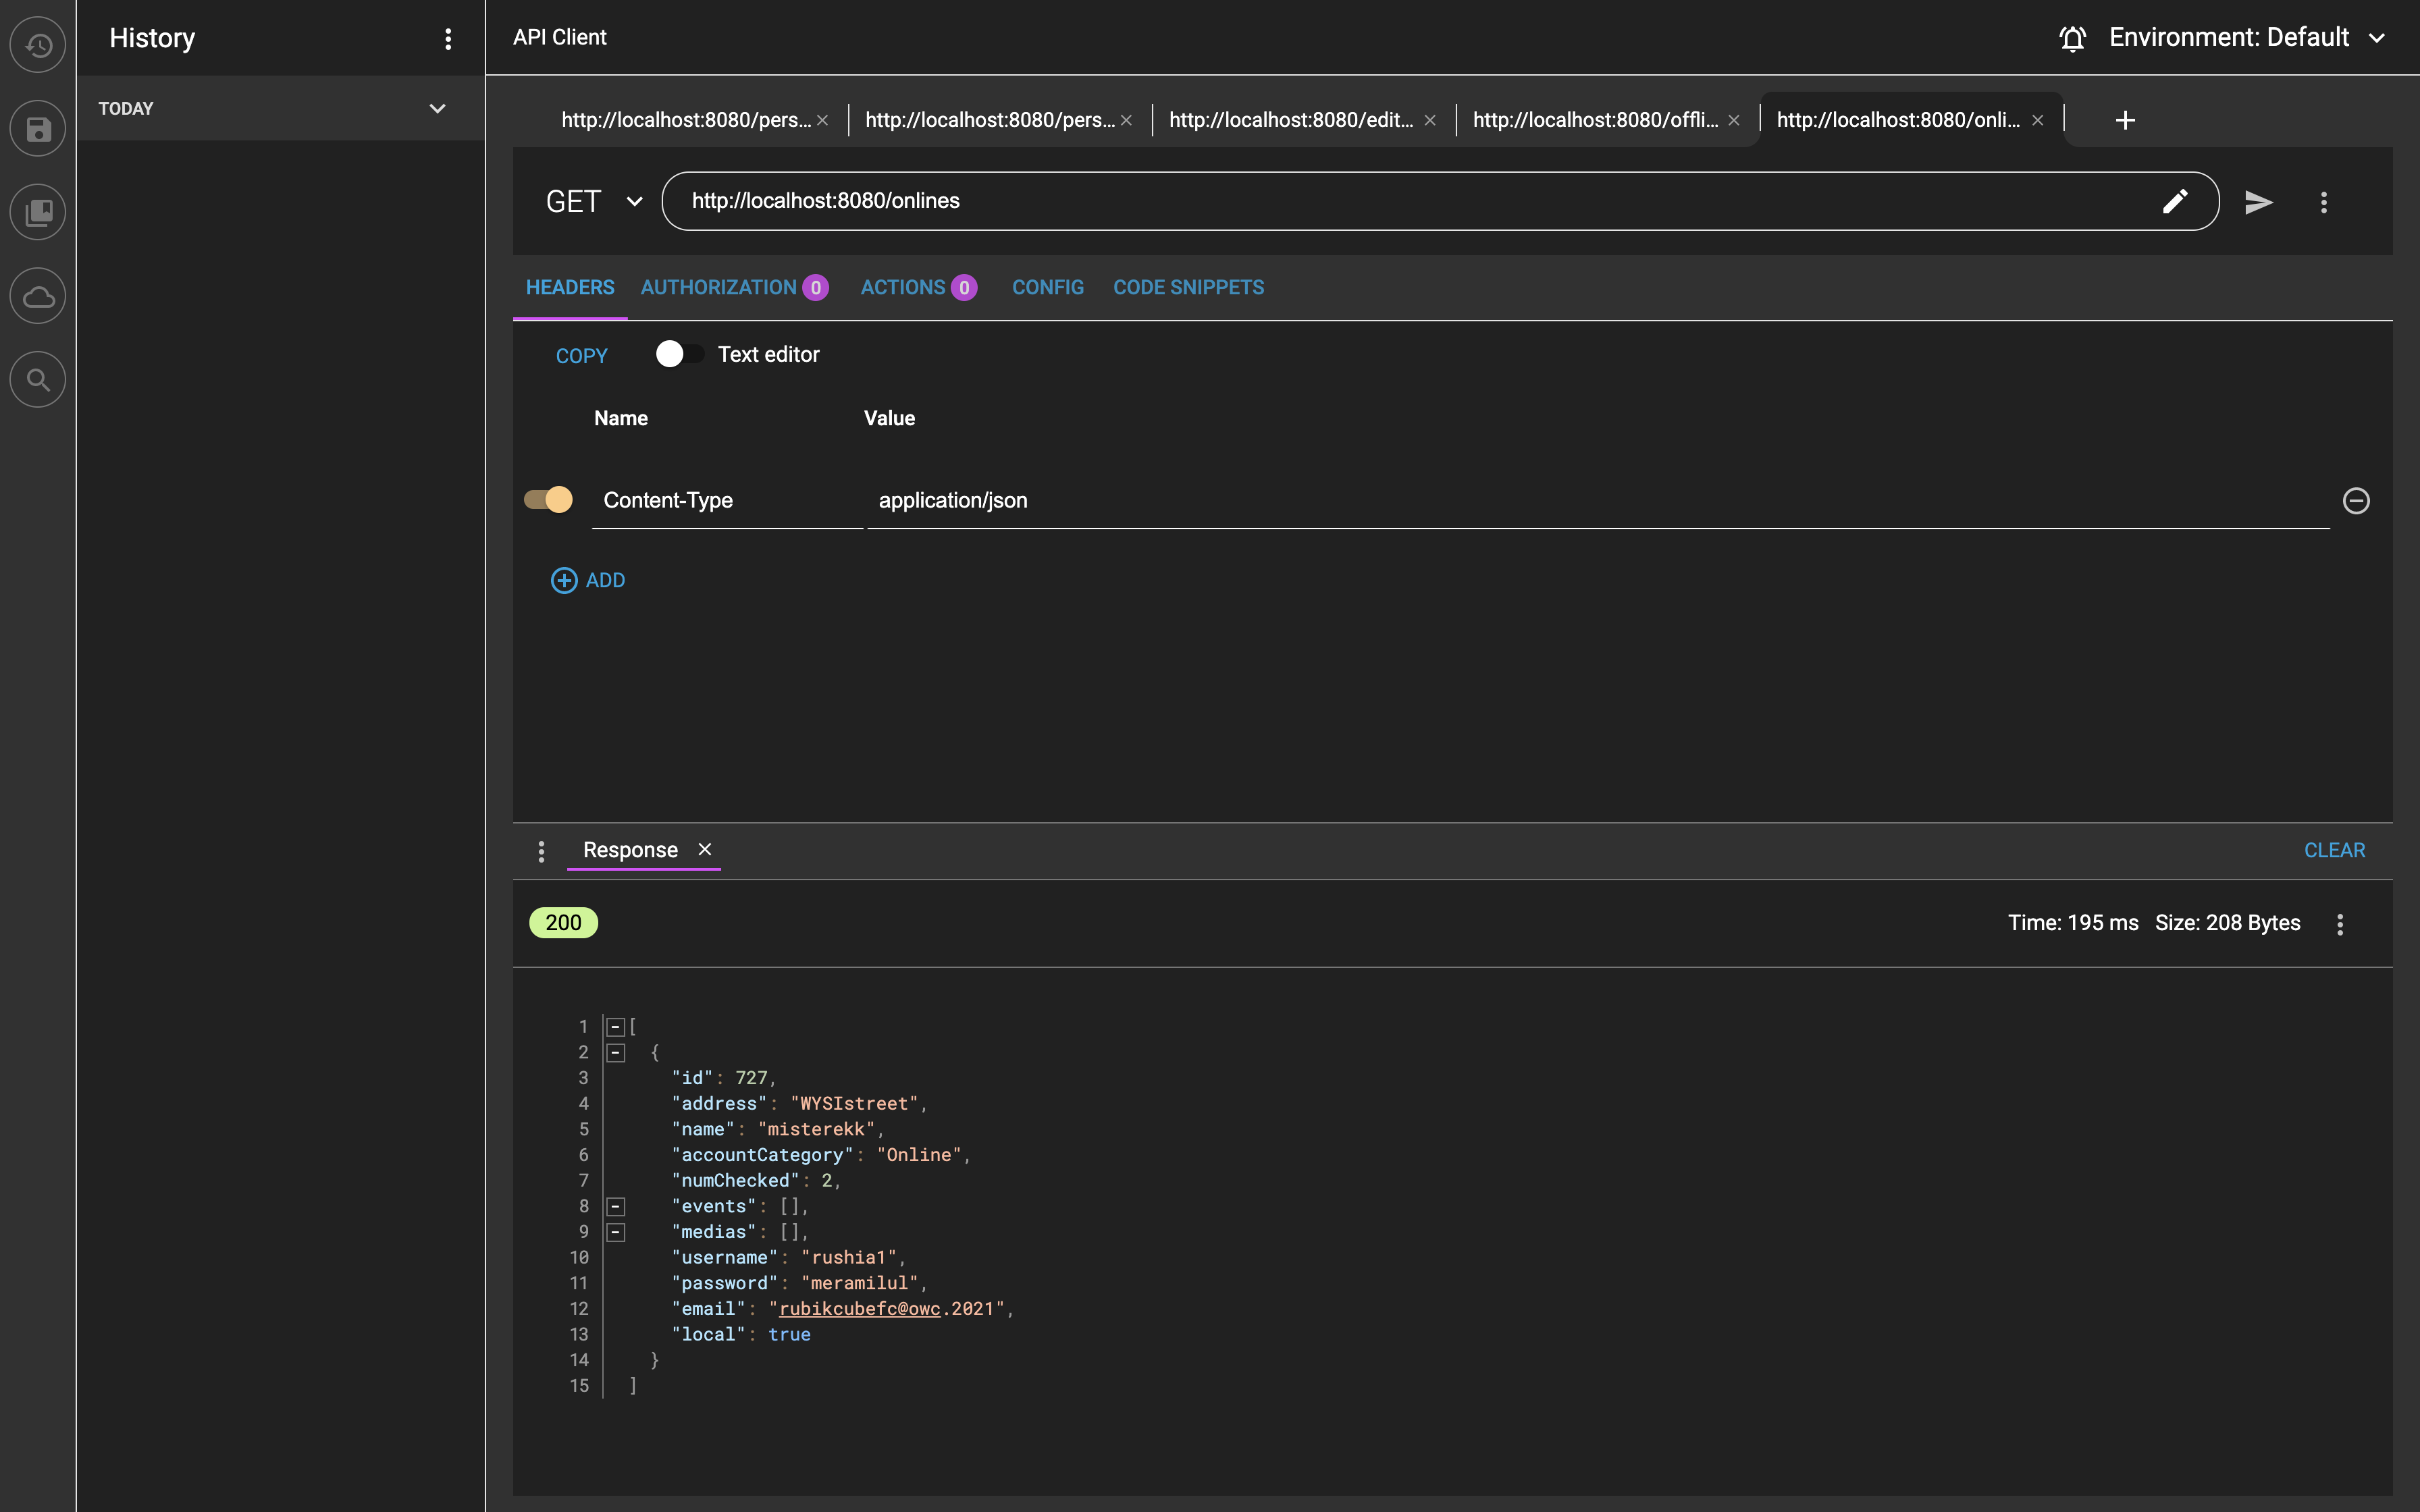 History
TODAY
API Client
Environment: Default
http://localhost:8080/pers...
http://localhost:8080/pers...
http://localhost:8080/edit...
http://localhost:8080/offli...
http://localhost:8080/onli...
GET
http://localhost:8080/onlines
HEADERS
AUTHORIZATION 0
ACTIONS 0
CONFIG
CODE SNIPPETS
COPY
Text editor
Name Value
Content-Type application/json
ADD
Response
CLEAR
200
Time: 195 ms Size: 208 Bytes
1 [
2 {
3 "id": 727,
4 "address": "WYSIstreet",
5 "name": "misterekk",
6 "accountCategory": "Online",
7 "numChecked": 2,
8 "events": [],
9 "medias": [],
10 "username": "rushia1",
11 "password": "meramilul",
12 "email": "rubikcubefc@owc.2021",
13 "local": true
14 }
15 ]